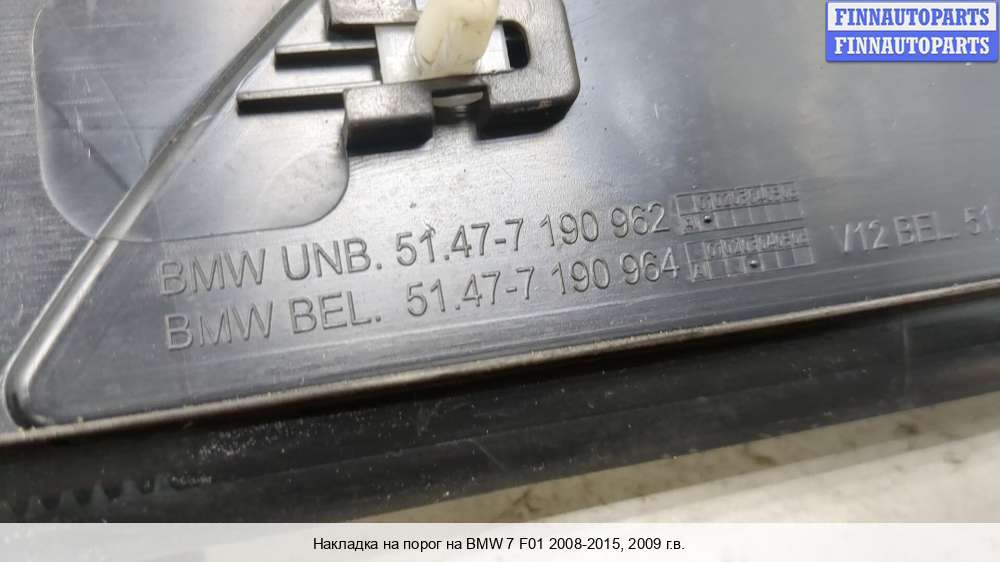 FINNAUTOPARTS
FINNAUTOPARTS
BMW UNB. 51.47-7 190 962
BMW BEL. 51.47-7 190 964
V12 BEL. 51
Накладка на порог на BMW 7 F01 2008-2015, 2009 г.в.